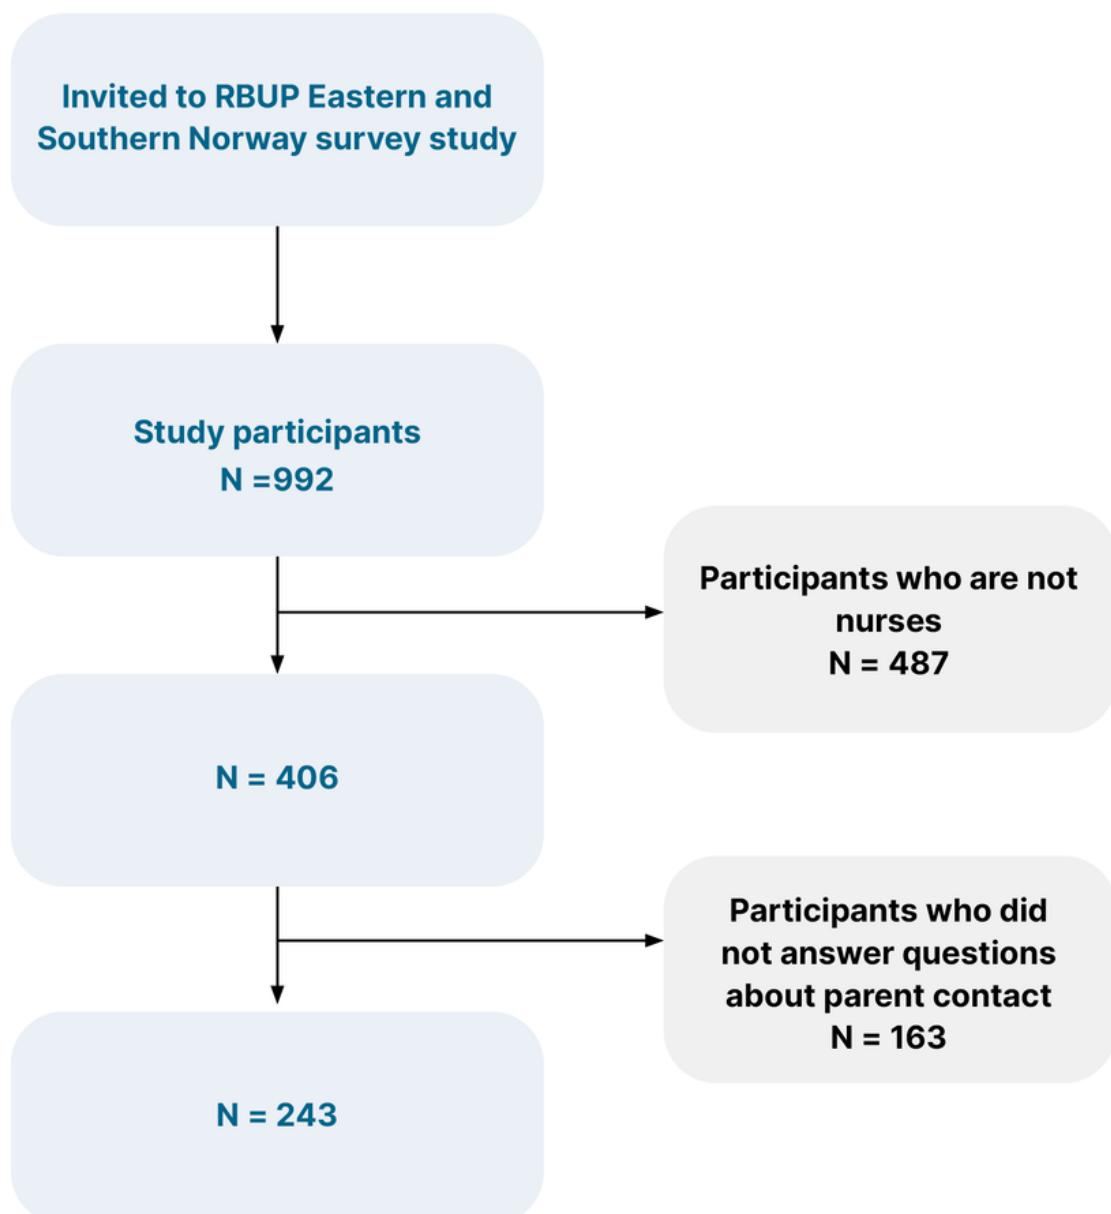 Invited to RBUP Eastern and
Southern Norway survey study
Study participants
N =992
Participants who are not
nurses
N = 487
N = 406
Participants who did
not answer questions
about parent contact
N = 163
N = 243